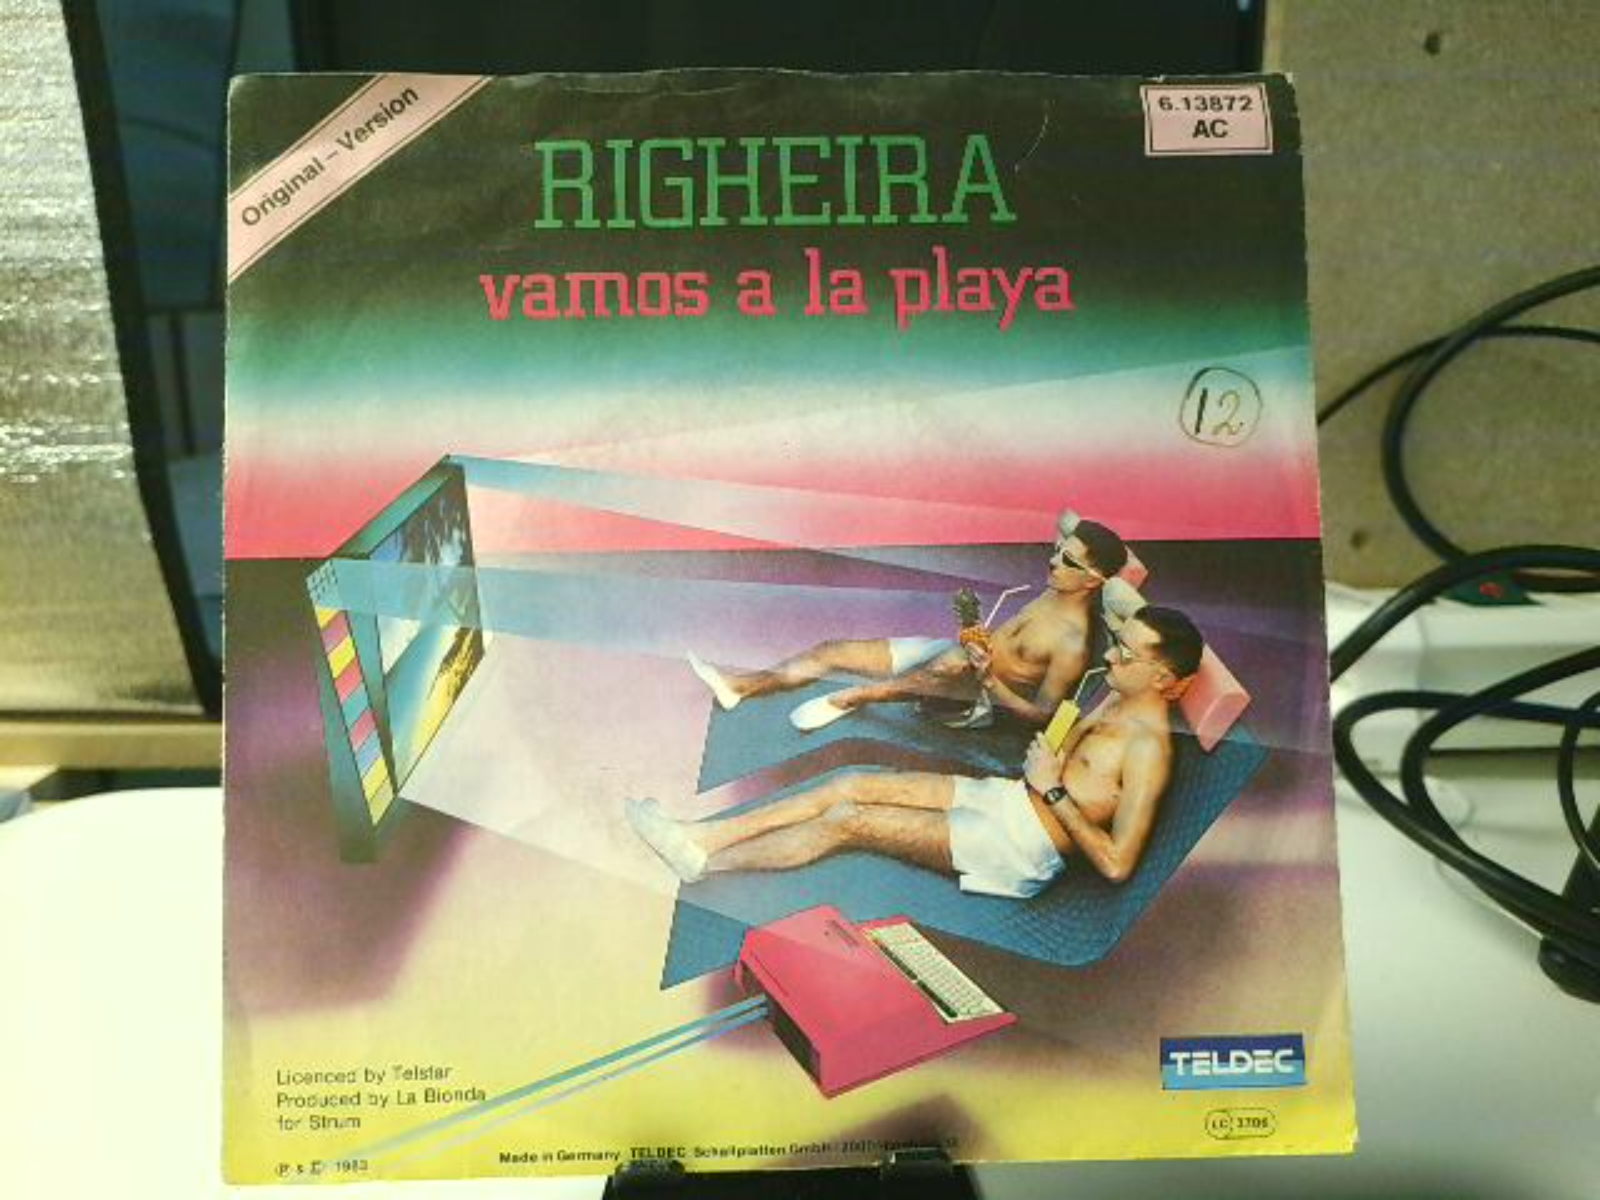 Original – Version
6.13872
AC
RIGHEIRA
vamos a la playa
12
Licenced by Telstar
Produced by La Bionda
for Strum
TELDEC
LC 3706
℗ & © 1983
Made in Germany TELDEC Schallplatten GmbH